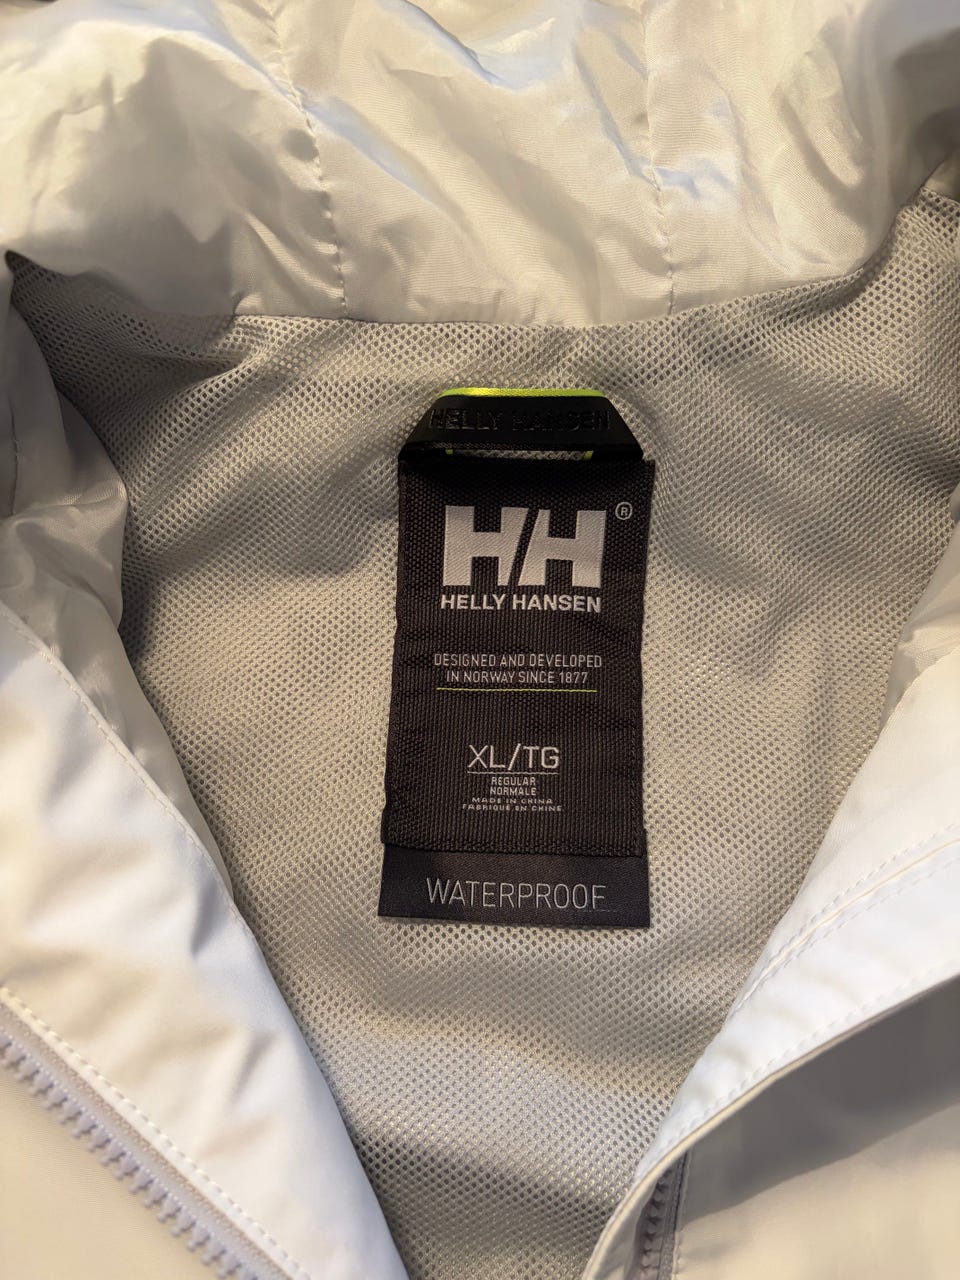 HELLY HANSEN
HH®
HELLY HANSEN
DESIGNED AND DEVELOPED
IN NORWAY SINCE 1877
XL/TG
REGULAR
NORMALE
MADE IN CHINA
FABRIQUÉ EN CHINE
WATERPROOF